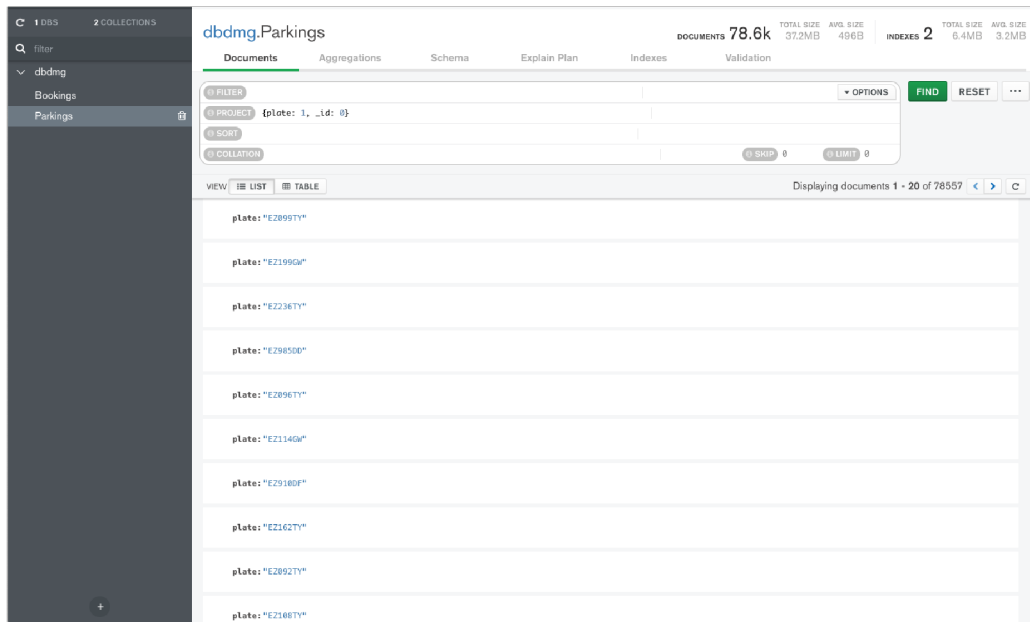 1 DBS 2 COLLECTIONS
filter
dbdmg
Bookings
Parkings
dbdmg.Parkings
DOCUMENTS 78.6k TOTAL SIZE 37.2MB AVG. SIZE 496B INDEXES 2 TOTAL SIZE 6.4MB AVG. SIZE 3.2MB
Documents Aggregations Schema Explain Plan Indexes Validation
FILTER OPTIONS FIND RESET ...
PROJECT {plate: 1, _id: 0}
SORT
COLLATION SKIP 0 LIMIT 0
VIEW LIST TABLE Displaying documents 1 - 20 of 78557 < > C
plate:"EZ099TY"
plate:"EZ199GW"
plate:"EZ236TY"
plate:"EZ985DD"
plate:"EZ096TY"
plate:"EZ114GW"
plate:"EZ910DF"
plate:"EZ162TY"
plate:"EZ092TY"
plate:"EZ108TY"
+